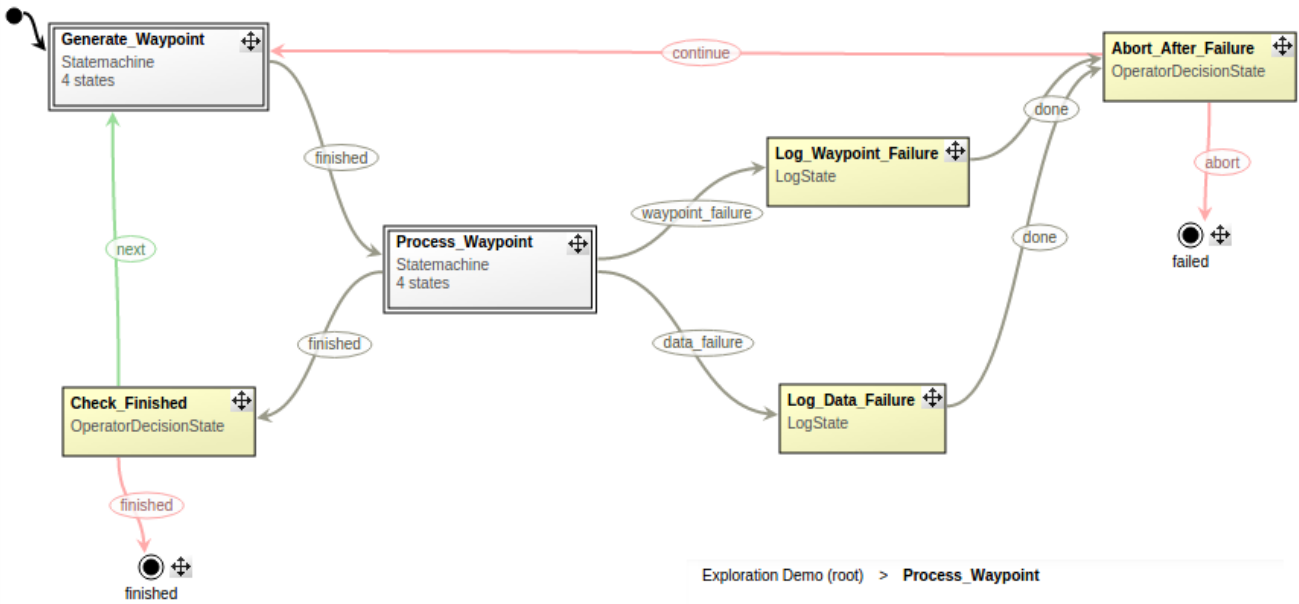 Generate_Waypoint
Statemachine
4 states
continue
Abort_After_Failure
OperatorDecisionState
finished
done
Log_Waypoint_Failure
LogState
abort
waypoint_failure
next
Process_Waypoint
Statemachine
4 states
done
failed
finished
data_failure
Check_Finished
OperatorDecisionState
Log_Data_Failure
LogState
finished
finished
Exploration Demo (root) > Process_Waypoint